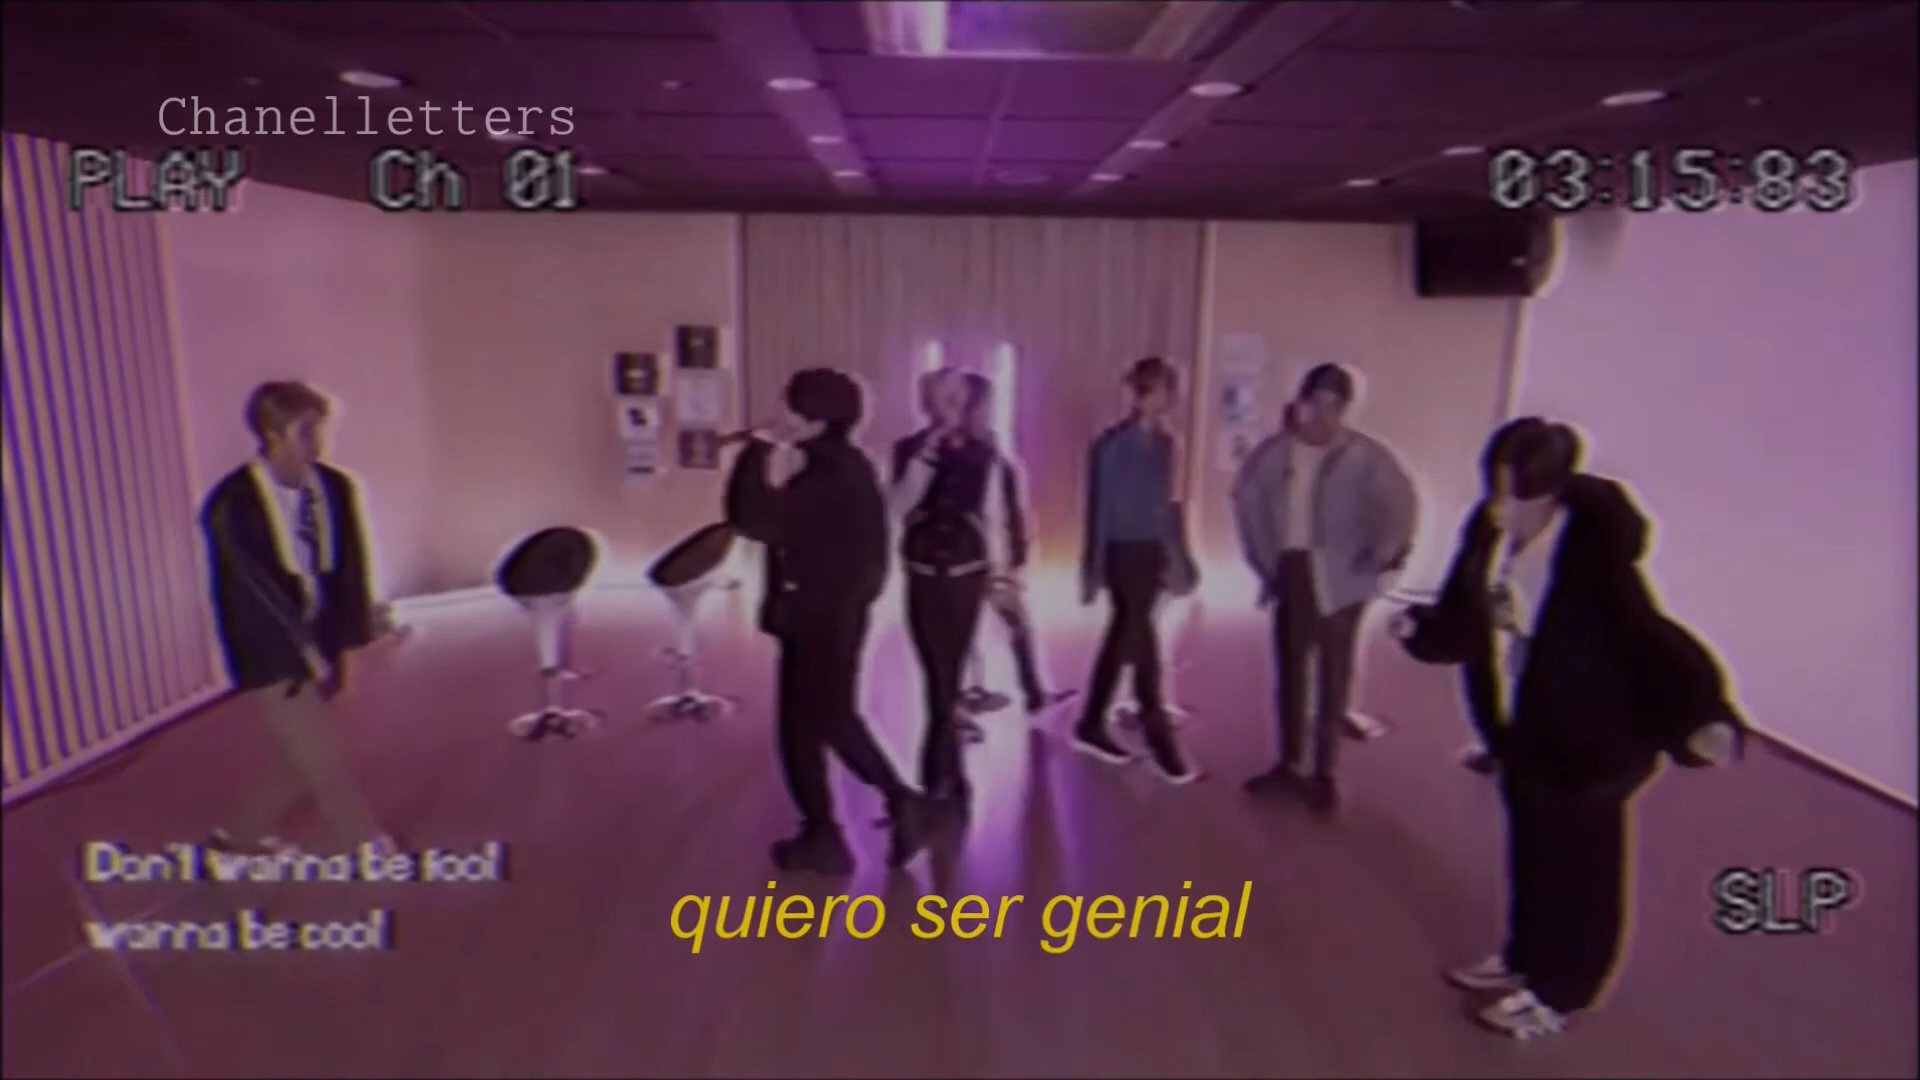 Chanelletters
PLAY Ch 01
03:15:83
Don't wanna be fool
wanna be cool
quiero ser genial
SLP